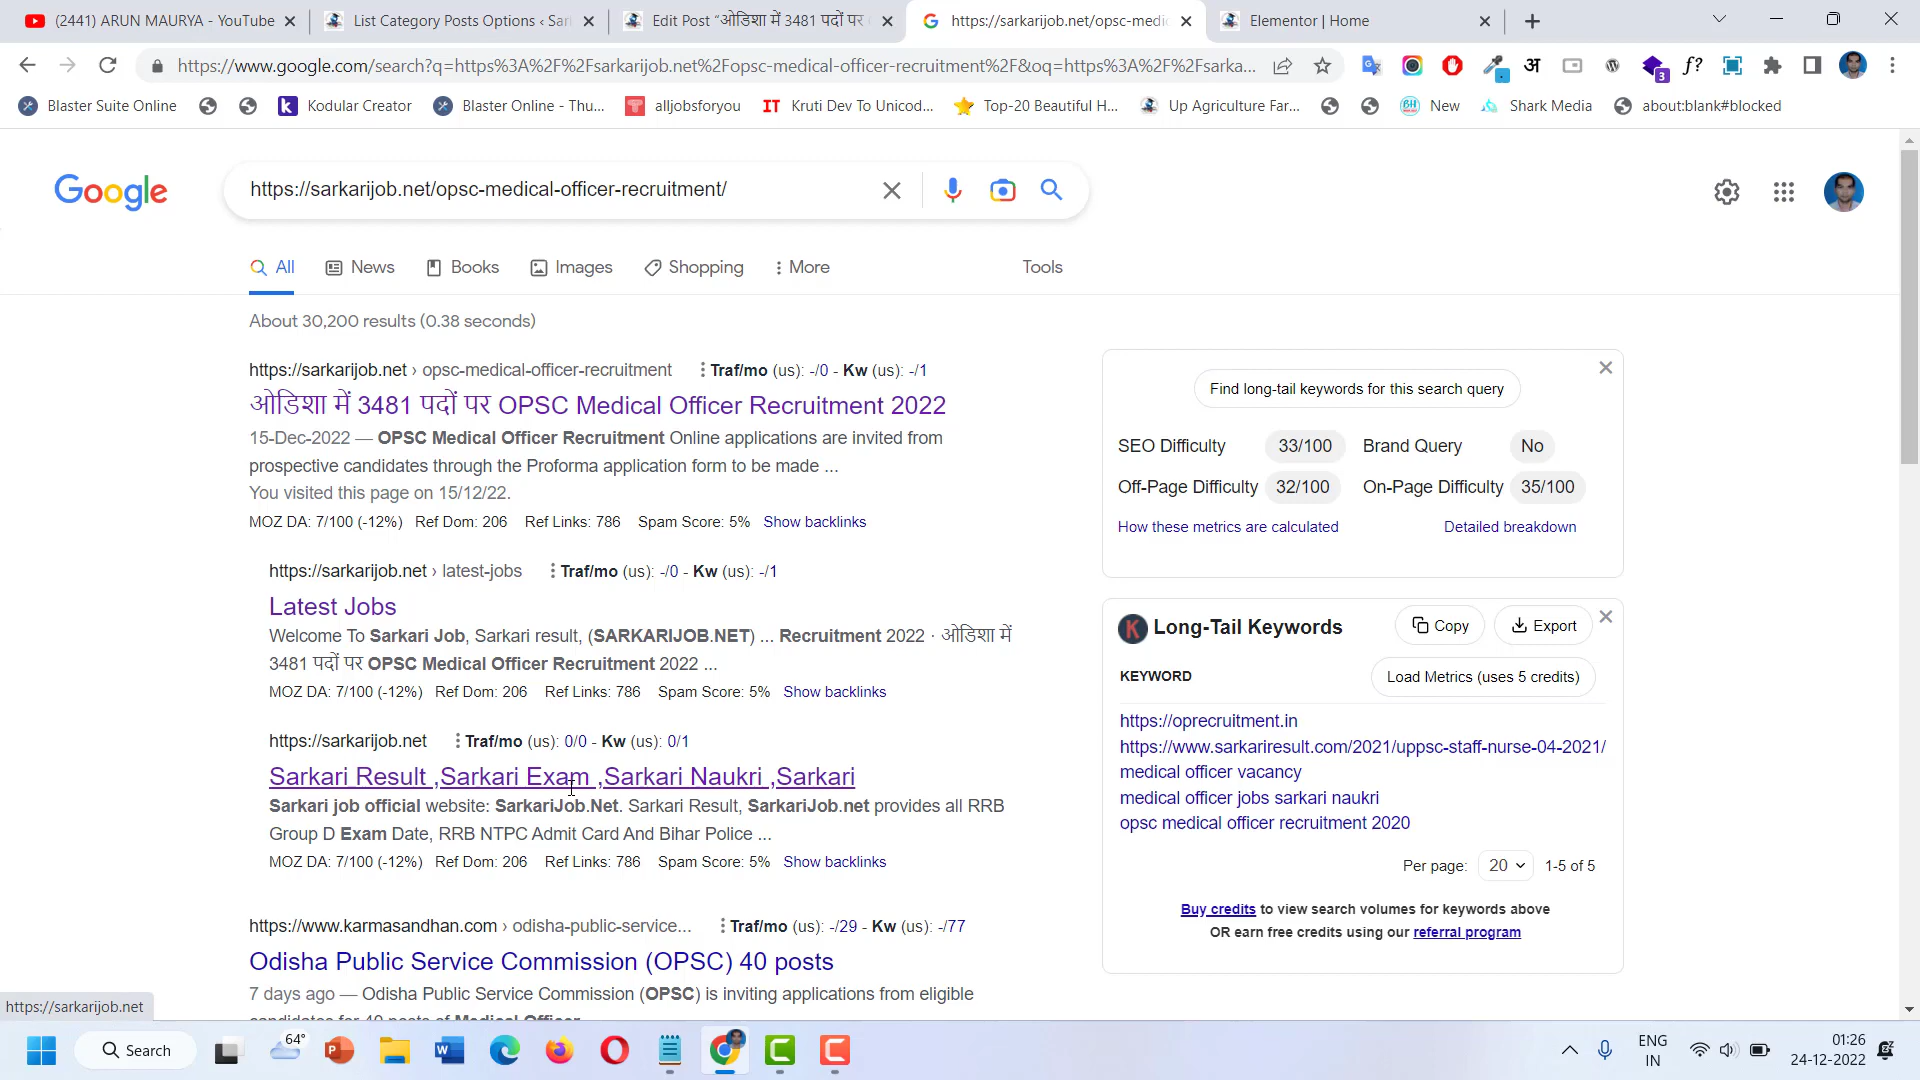 (2441) ARUN MAURYA - YouTube
List Category Posts Options ‹ Sar
Edit Post “ओडिशा में 3481 पदों पर
https://sarkarijob.net/opsc-medi
Elementor | Home
https://www.google.com/search?q=https%3A%2F%2Fsarkarijob.net%2Fopsc-medical-officer-recruitment%2F&oq=https%3A%2F%2Fsarka...
अ
3
f?
Blaster Suite Online
k Kodular Creator
Blaster Online - Thu...
T alljobsforyou
IT Kruti Dev To Unicod...
Top-20 Beautiful H...
Up Agriculture Far...
BH New
Shark Media
about:blank#blocked
Google
https://sarkarijob.net/opsc-medical-officer-recruitment/
All News Books Images Shopping More Tools
About 30,200 results (0.38 seconds)
https://sarkarijob.net › opsc-medical-officer-recruitment Traf/mo (us): -/0 - Kw (us): -/1
ओडिशा में 3481 पदों पर OPSC Medical Officer Recruitment 2022
15-Dec-2022 — OPSC Medical Officer Recruitment Online applications are invited from
prospective candidates through the Proforma application form to be made ...
You visited this page on 15/12/22.
MOZ DA: 7/100 (-12%) Ref Dom: 206 Ref Links: 786 Spam Score: 5% Show backlinks
https://sarkarijob.net › latest-jobs Traf/mo (us): -/0 - Kw (us): -/1
Latest Jobs
Welcome To Sarkari Job, Sarkari result, (SARKARIJOB.NET) ... Recruitment 2022 · ओडिशा में
3481 पदों पर OPSC Medical Officer Recruitment 2022 ...
MOZ DA: 7/100 (-12%) Ref Dom: 206 Ref Links: 786 Spam Score: 5% Show backlinks
https://sarkarijob.net Traf/mo (us): 0/0 - Kw (us): 0/1
Sarkari Result ,Sarkari Exam ,Sarkari Naukri ,Sarkari
Sarkari job official website: SarkariJob.Net. Sarkari Result, SarkariJob.net provides all RRB
Group D Exam Date, RRB NTPC Admit Card And Bihar Police ...
MOZ DA: 7/100 (-12%) Ref Dom: 206 Ref Links: 786 Spam Score: 5% Show backlinks
https://www.karmasandhan.com › odisha-public-service... Traf/mo (us): -/29 - Kw (us): -/77
Odisha Public Service Commission (OPSC) 40 posts
7 days ago — Odisha Public Service Commission (OPSC) is inviting applications from eligible
candidates for 40 posts of Medical Officer
Find long-tail keywords for this search query
SEO Difficulty 33/100 Brand Query No
Off-Page Difficulty 32/100 On-Page Difficulty 35/100
How these metrics are calculated Detailed breakdown
K Long-Tail Keywords Copy Export
KEYWORD Load Metrics (uses 5 credits)
https://oprecruitment.in
https://www.sarkariresult.com/2021/uppsc-staff-nurse-04-2021/
medical officer vacancy
medical officer jobs sarkari naukri
opsc medical officer recruitment 2020
Per page: 20 1-5 of 5
Buy credits to view search volumes for keywords above
OR earn free credits using our referral program
https://sarkarijob.net
Search
64°
ENG
IN
01:26
24-12-2022